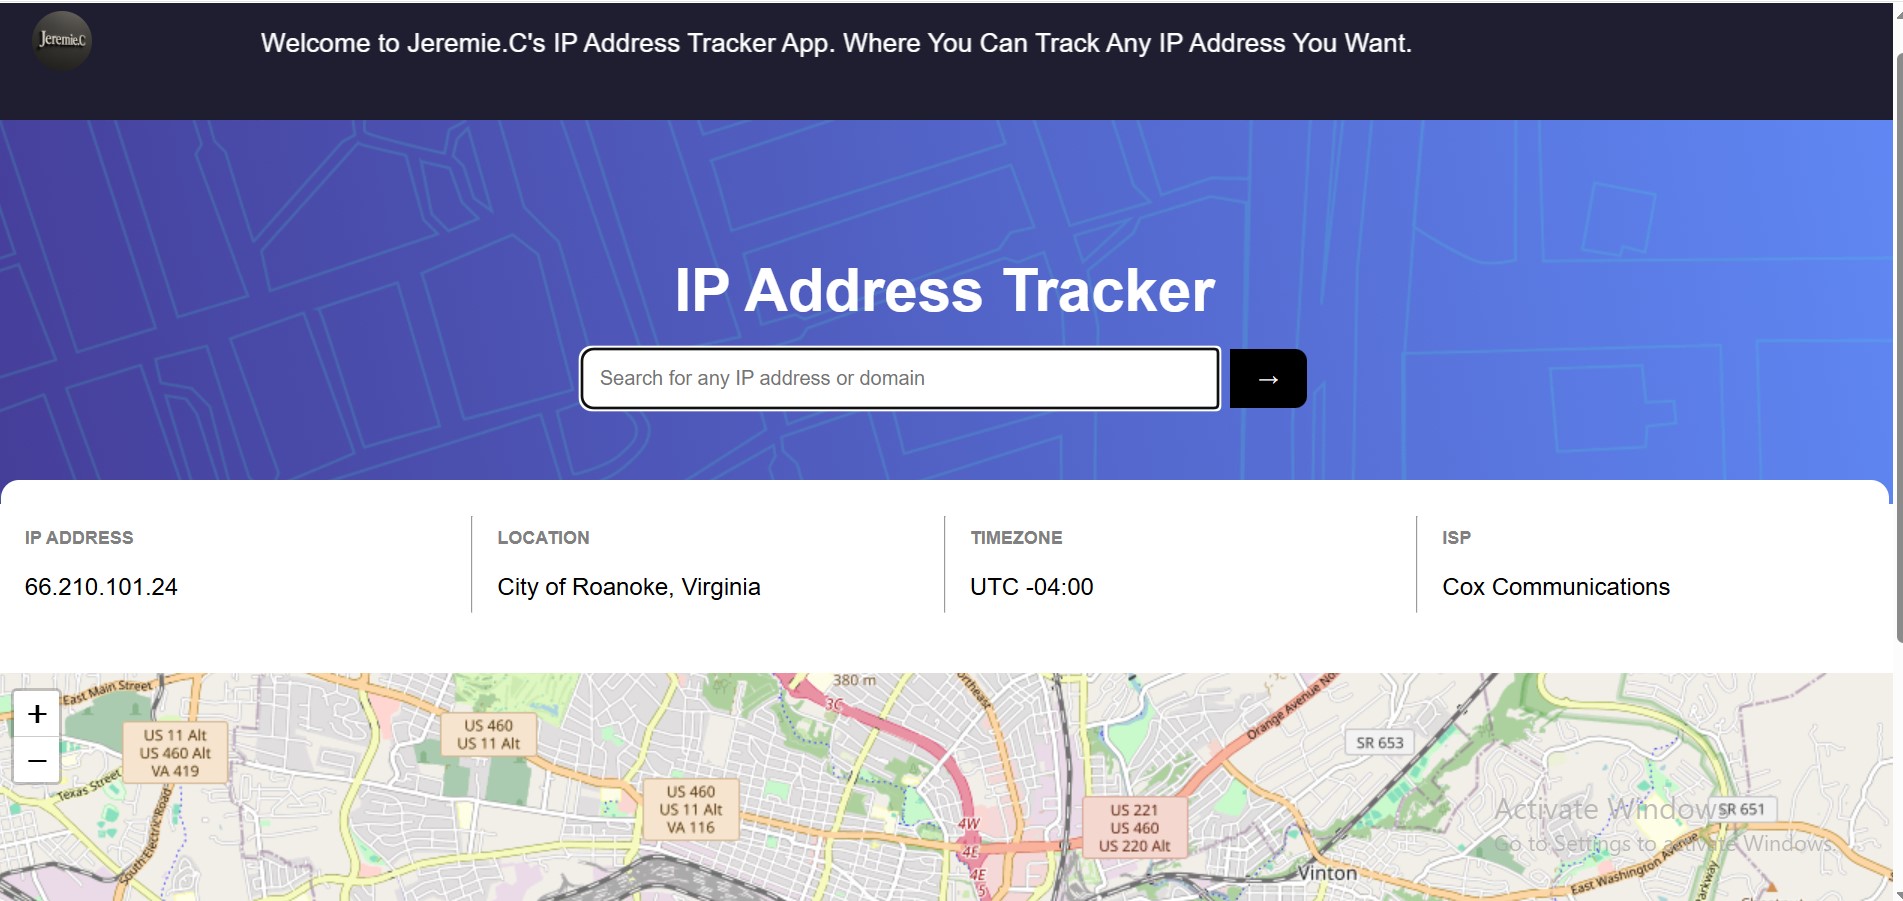 Jeremie.C
Welcome to Jeremie.C's IP Address Tracker App. Where You Can Track Any IP Address You Want.
IP Address Tracker
Search for any IP address or domain
→
IP ADDRESS
66.210.101.24
LOCATION
City of Roanoke, Virginia
TIMEZONE
UTC -04:00
ISP
Cox Communications
+
−
East Main Street
US 11 Alt
US 460 Alt
VA 419
Texas Street
South Electric Road
US 460
US 11 Alt
US 460
US 11 Alt
VA 116
380 m
3C
4W
4E
4E
5
US 221
US 460
US 220 Alt
SR 653
SR 651
Vinton
East Washington Avenue
Activate Windows
Go to Settings to activate Windows.